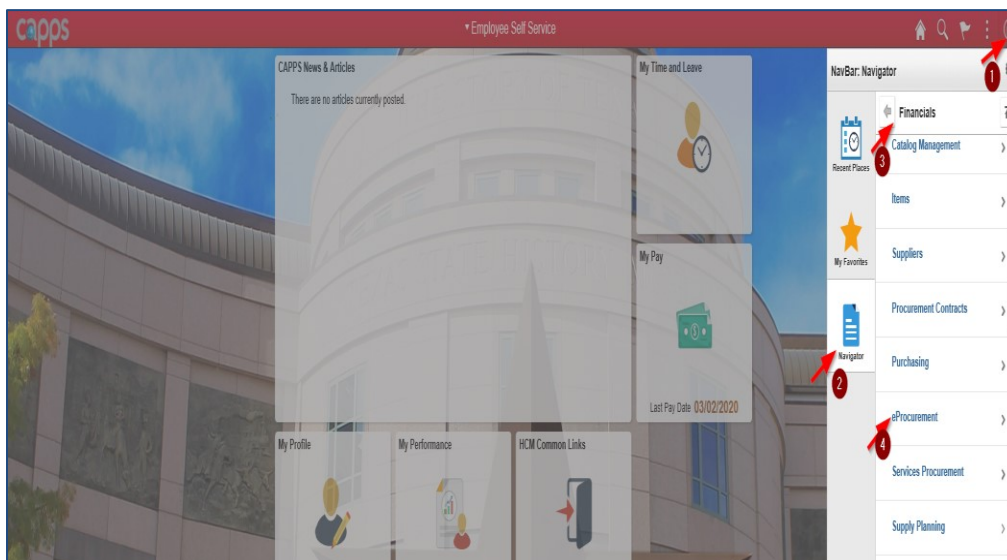 capps
Employee Self Service
CAPPS News & Articles
There are no articles currently posted.
My Time and Leave
My Pay
Last Pay Date 03/02/2020
My Profile
My Performance
HCM Common Links
NavBar: Navigator
1
Recent Places
My Favorites
Navigator
2
Financials
3
Catalog Management
Items
Suppliers
Procurement Contracts
Purchasing
eProcurement
4
Services Procurement
Supply Planning